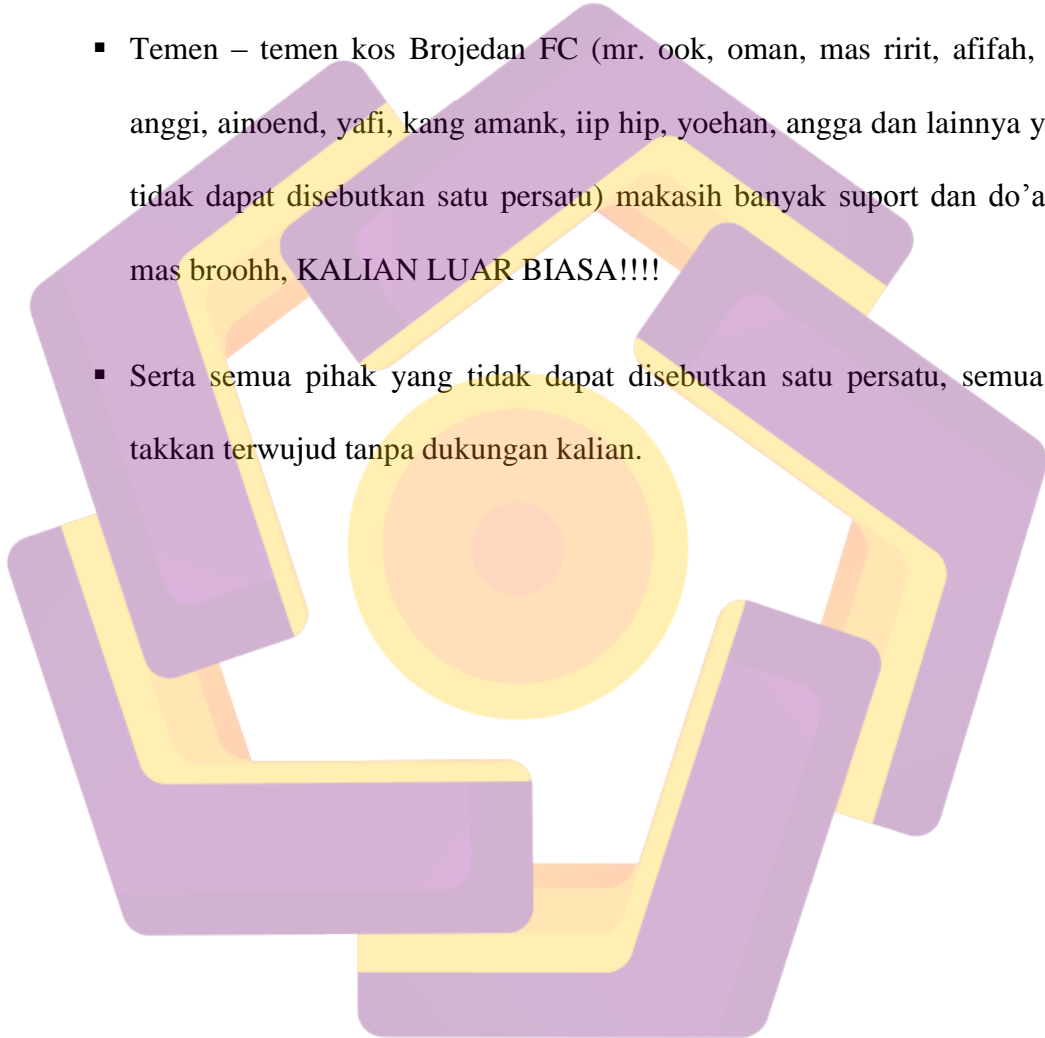 ▪ Temen – temen kos Brojedan FC (mr. ook, oman, mas ririt, afifah,
anggi, ainoend, yafi, kang amank, iip hip, yoehan, angga dan lainnya y
tidak dapat disebutkan satu persatu) makasih banyak suport dan do’a
mas broohh, KALIAN LUAR BIASA!!!!
▪ Serta semua pihak yang tidak dapat disebutkan satu persatu, semua
takkan terwujud tanpa dukungan kalian.